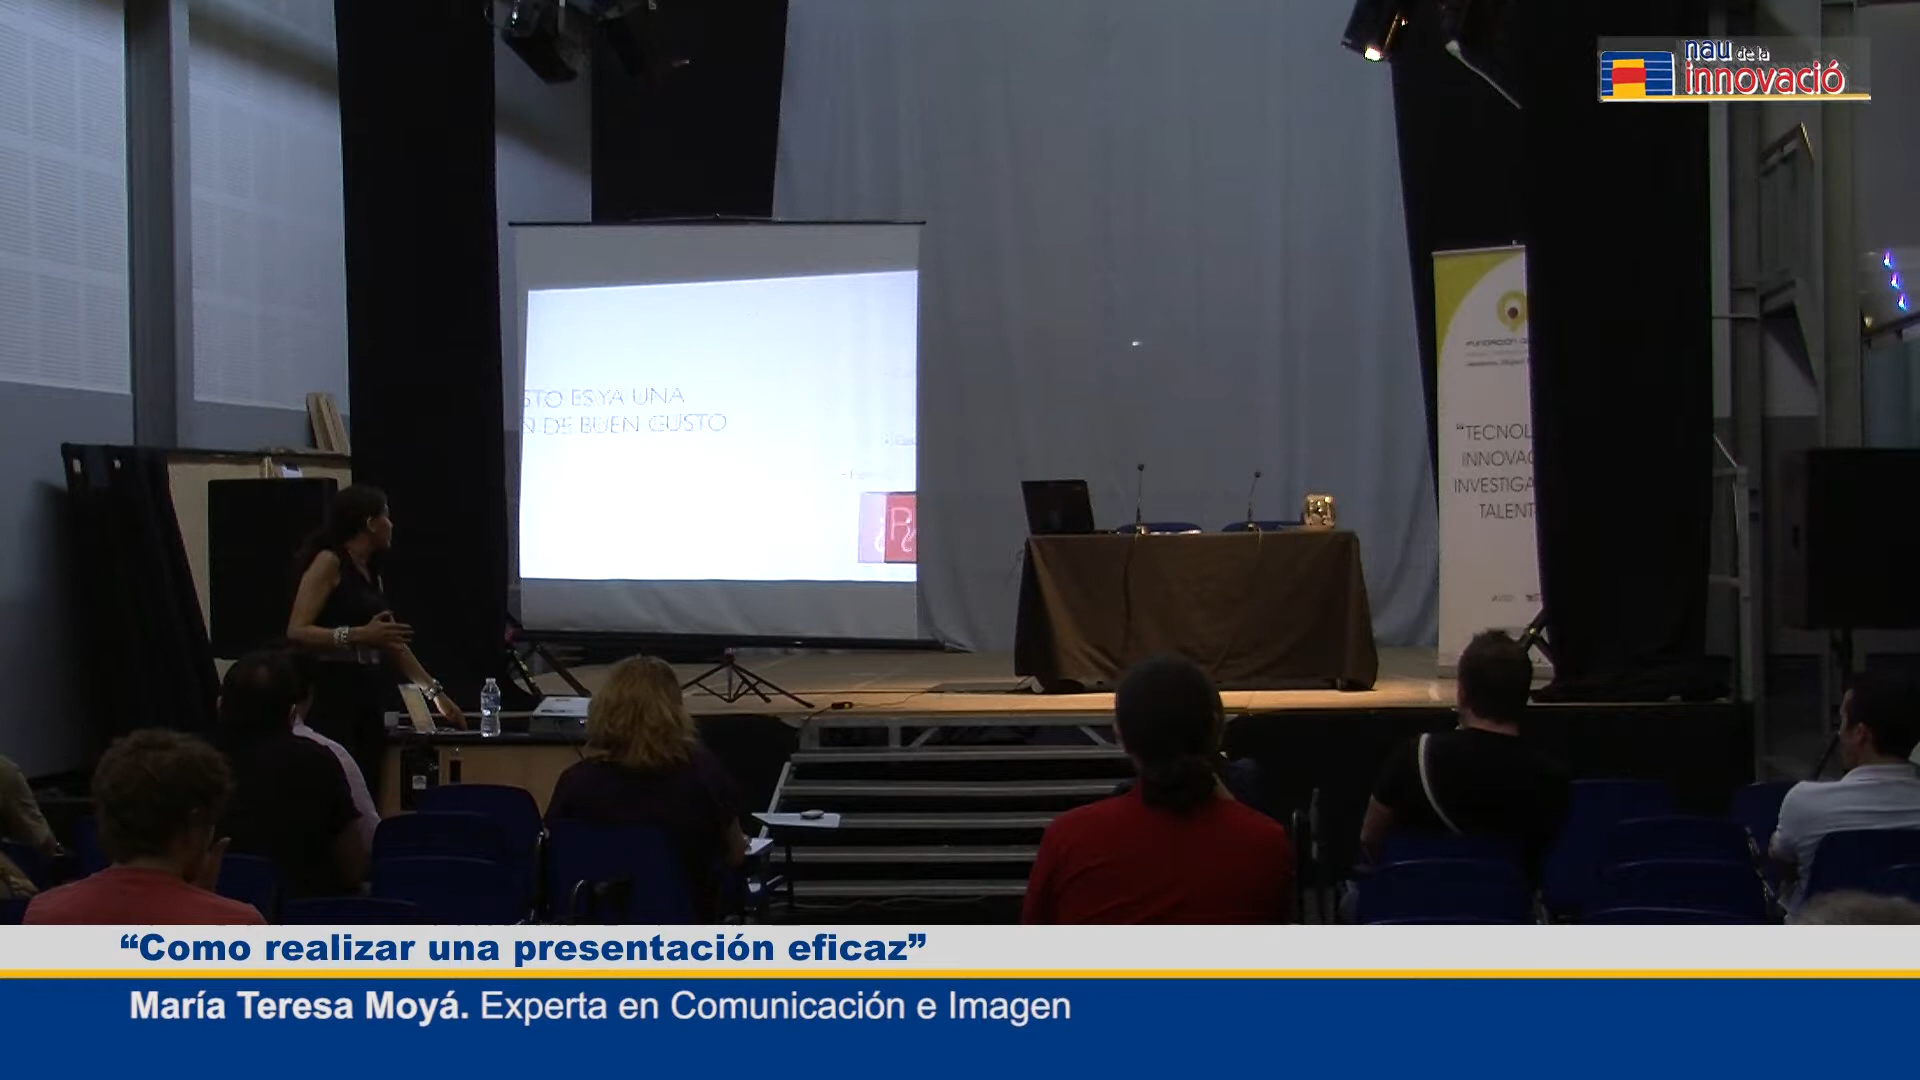 nau de la
innovació
STO ES YA UNA
N DE BUEN GUSTO
"TECNOL
INNOVAC
INVESTIGA
TALENT
“Como realizar una presentación eficaz”
María Teresa Moyá. Experta en Comunicación e Imagen